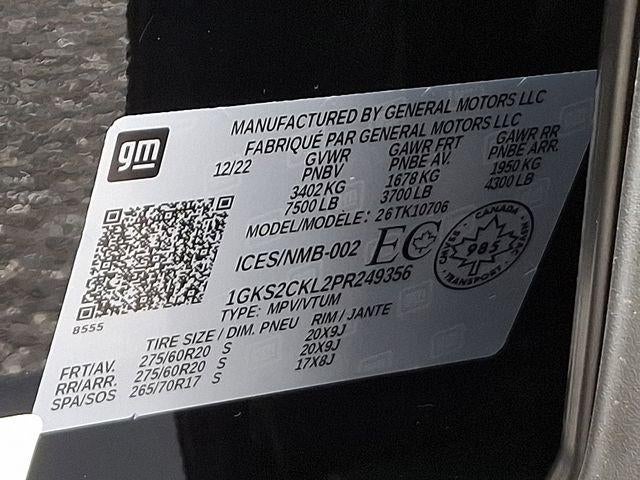 gm
MANUFACTURED BY GENERAL MOTORS LLC
FABRIQUÉ PAR GENERAL MOTORS LLC
12/22 GVWR GAWR FRT GAWR RR
PNBV PNBE AV. PNBE ARR.
3402 KG 1678 KG 1950 KG
7500 LB 3700 LB 4300 LB
MODEL/MODÈLE: 26 TK10706
ICES/NMB-002 EC
CANADA
985
TRANSPORT
1GKS2CKL2PR249356
TYPE: MPV/VTUM
8555
TIRE SIZE / DIM. PNEU RIM / JANTE
FRT/AV. 275/60R20 S 20X9J
RR/ARR. 275/60R20 S 20X9J
SPA/SOS 265/70R17 S 17X8J